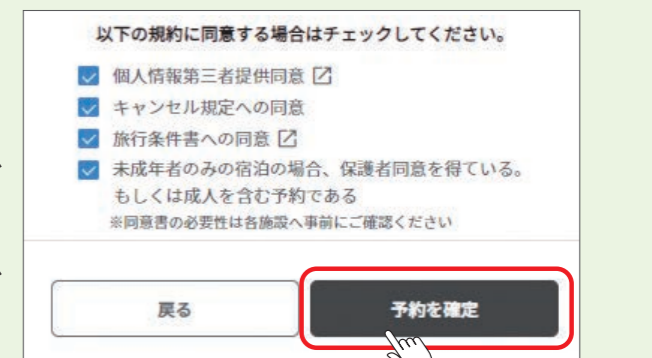 以下の規約に同意する場合はチェックしてください。
個人情報第三者提供同意
キャンセル規定への同意
旅行条件書への同意
未成年者のみの宿泊の場合、保護者同意を得ている。
もしくは成人を含む予約である
※同意書の必要性は各施設へ事前にご確認ください
戻る
予約を確定